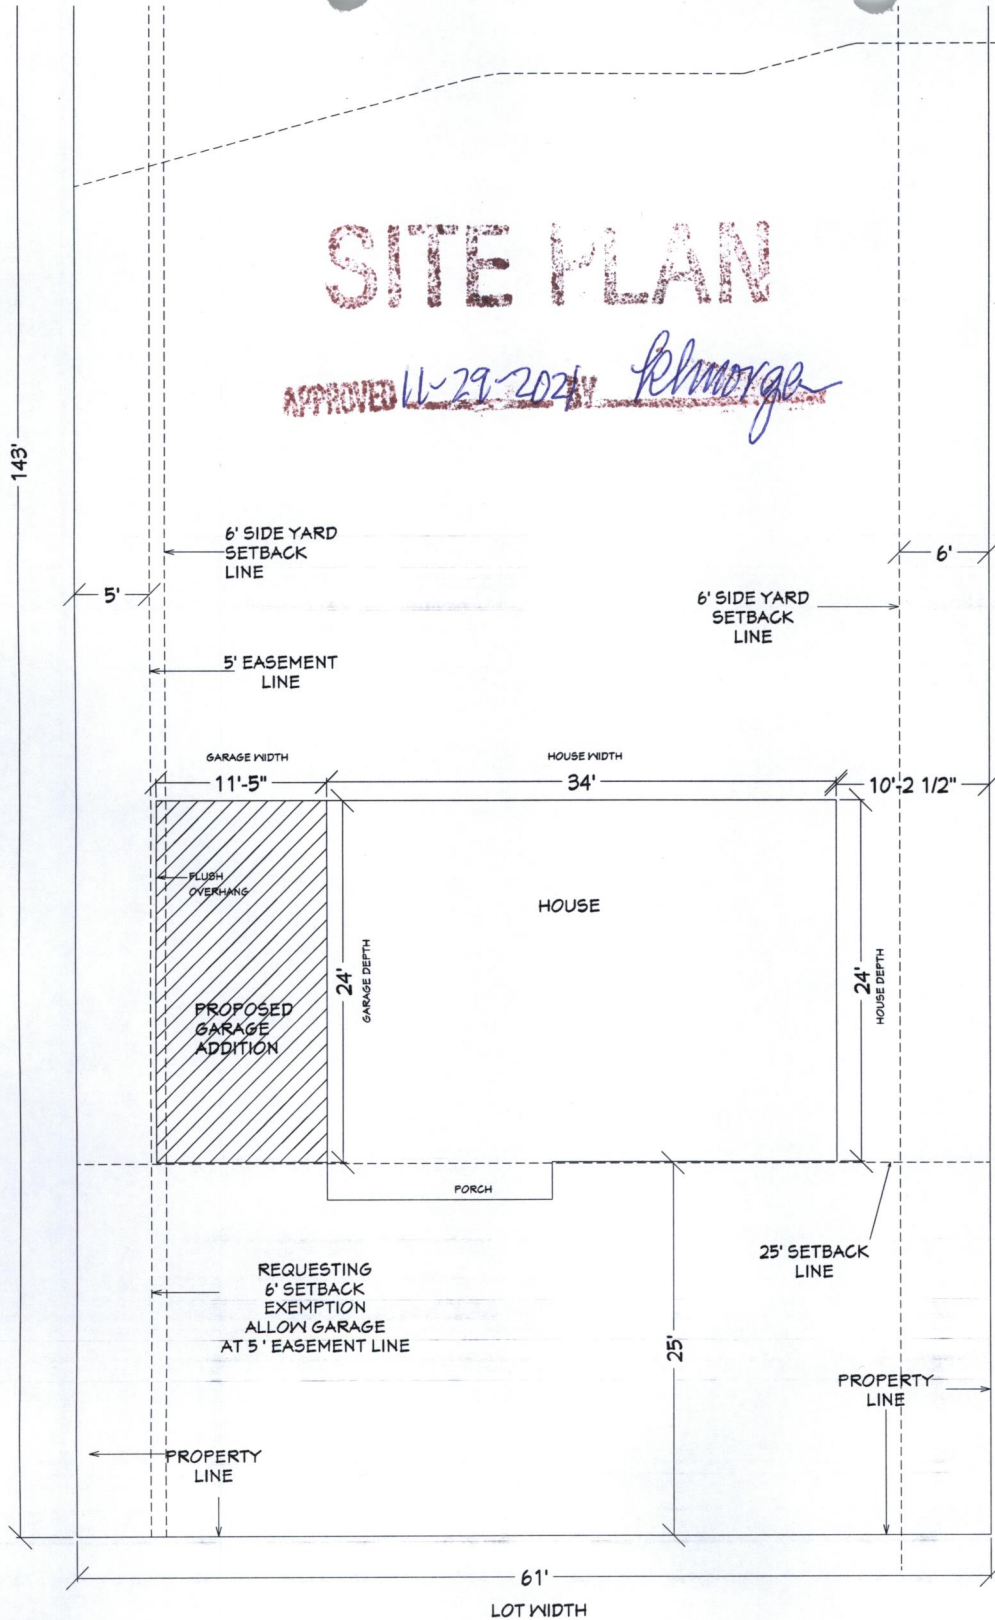 SITE PLAN
APPROVED 11-29-2021 BY
143'
6' SIDE YARD
SETBACK
LINE
6'
5'
6' SIDE YARD
SETBACK
LINE
5' EASEMENT
LINE
GARAGE WIDTH
HOUSE WIDTH
11'-5"
34'
10'-2 1/2"
FLUSH
OVERHANG
HOUSE
24'
GARAGE DEPTH
24'
HOUSE DEPTH
PROPOSED
GARAGE
ADDITION
PORCH
25' SETBACK
LINE
REQUESTING
6' SETBACK
EXEMPTION
ALLOW GARAGE
AT 5' EASEMENT LINE
25'
PROPERTY
LINE
PROPERTY
LINE
61'
LOT WIDTH